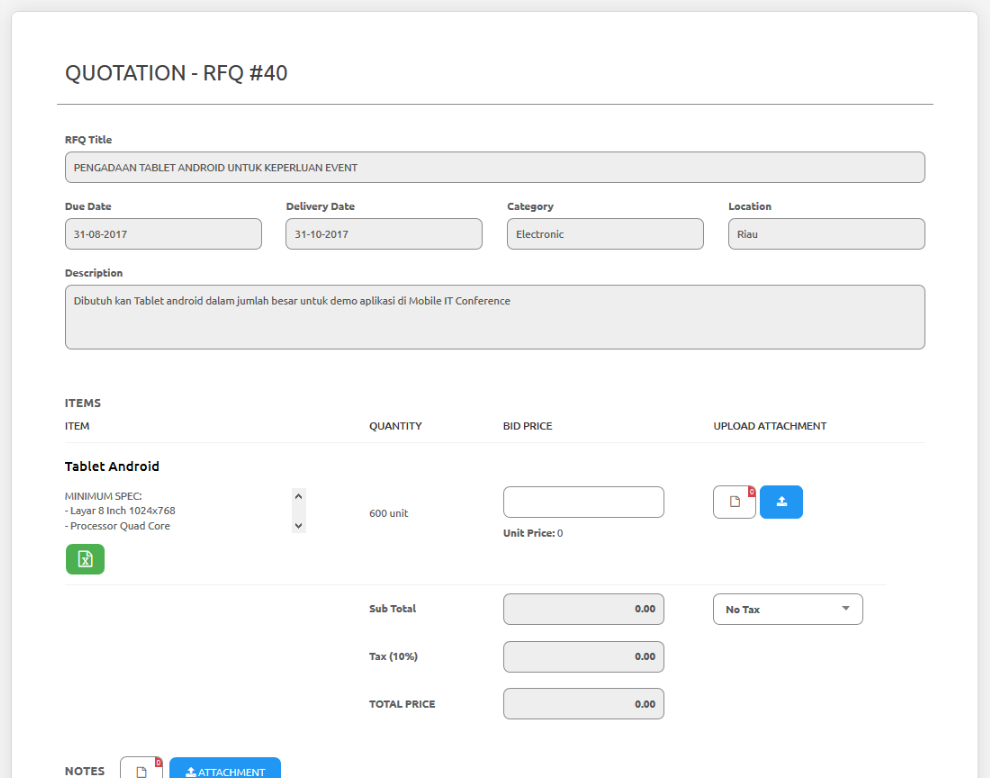 QUOTATION - RFQ #40
RFQ Title
PENGADAAN TABLET ANDROID UNTUK KEPERLUAN EVENT
Due Date Delivery Date Category Location
31-08-2017 31-10-2017 Electronic Riau
Description
Dibutuh kan Tablet android dalam jumlah besar untuk demo aplikasi di Mobile IT Conference
ITEMS
ITEM QUANTITY BID PRICE UPLOAD ATTACHMENT
Tablet Android
MINIMUM SPEC:
- Layar 8 Inch 1024x768
- Processor Quad Core
600 unit
0
Unit Price: 0
Sub Total 0.00 No Tax
Tax (10%) 0.00
TOTAL PRICE 0.00
NOTES 0 ATTACHMENT